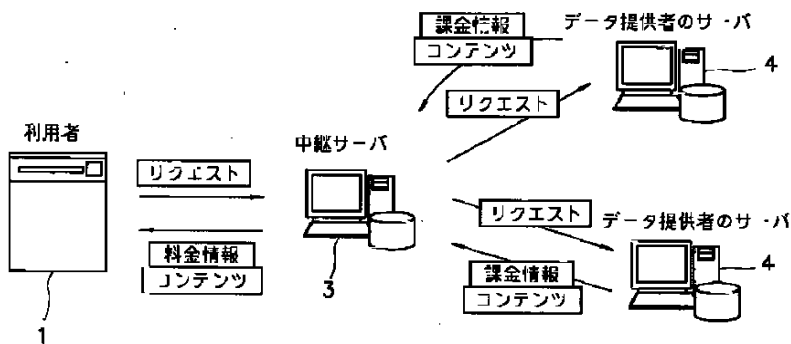 課金情報
コンテンツ
データ提供者のサーバ
4
リクエスト
利用者
中継サーバ
リクエスト
リクエスト
料金情報
コンテンツ
3
データ提供者のサーバ
課金情報
コンテンツ
4
1